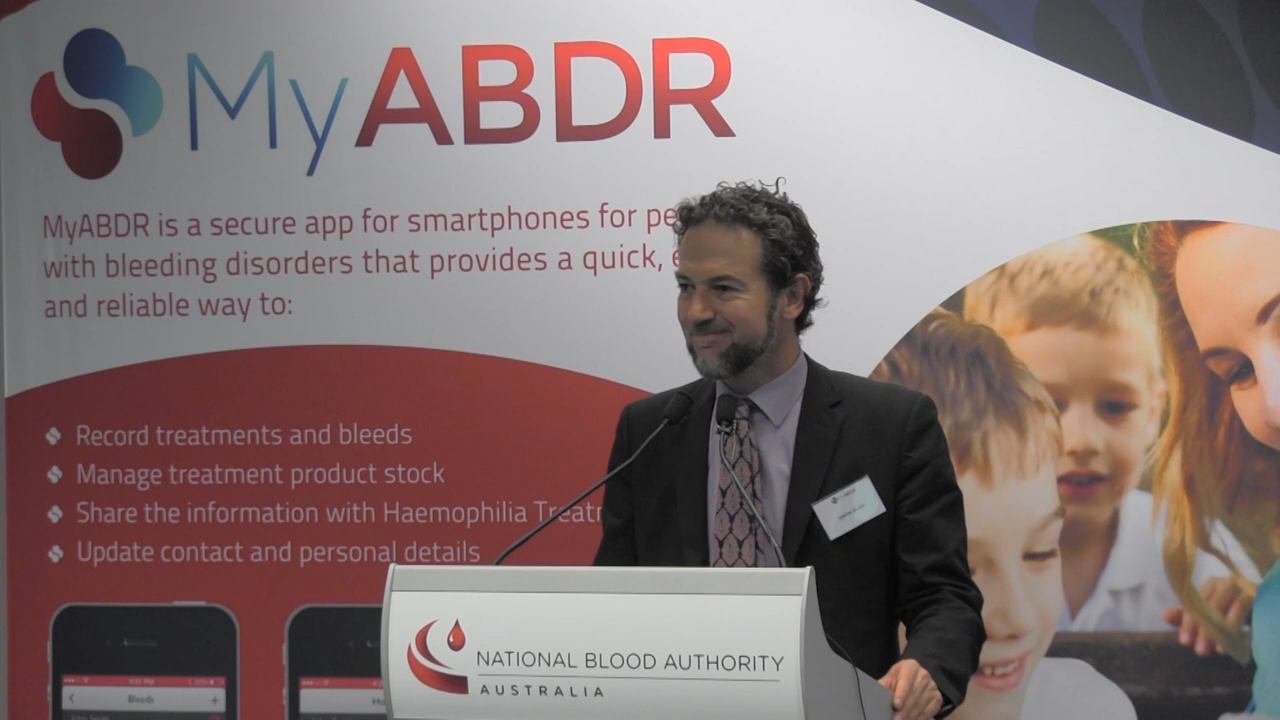 MyABDR
MyABDR is a secure app for smartphones for pe
with bleeding disorders that provides a quick, e
and reliable way to:
Record treatments and bleeds
Manage treatment product stock
Share the information with Haemophilia Treat
Update contact and personal details
Bleeds
NATIONAL BLOOD AUTHORITY
AUSTRALIA